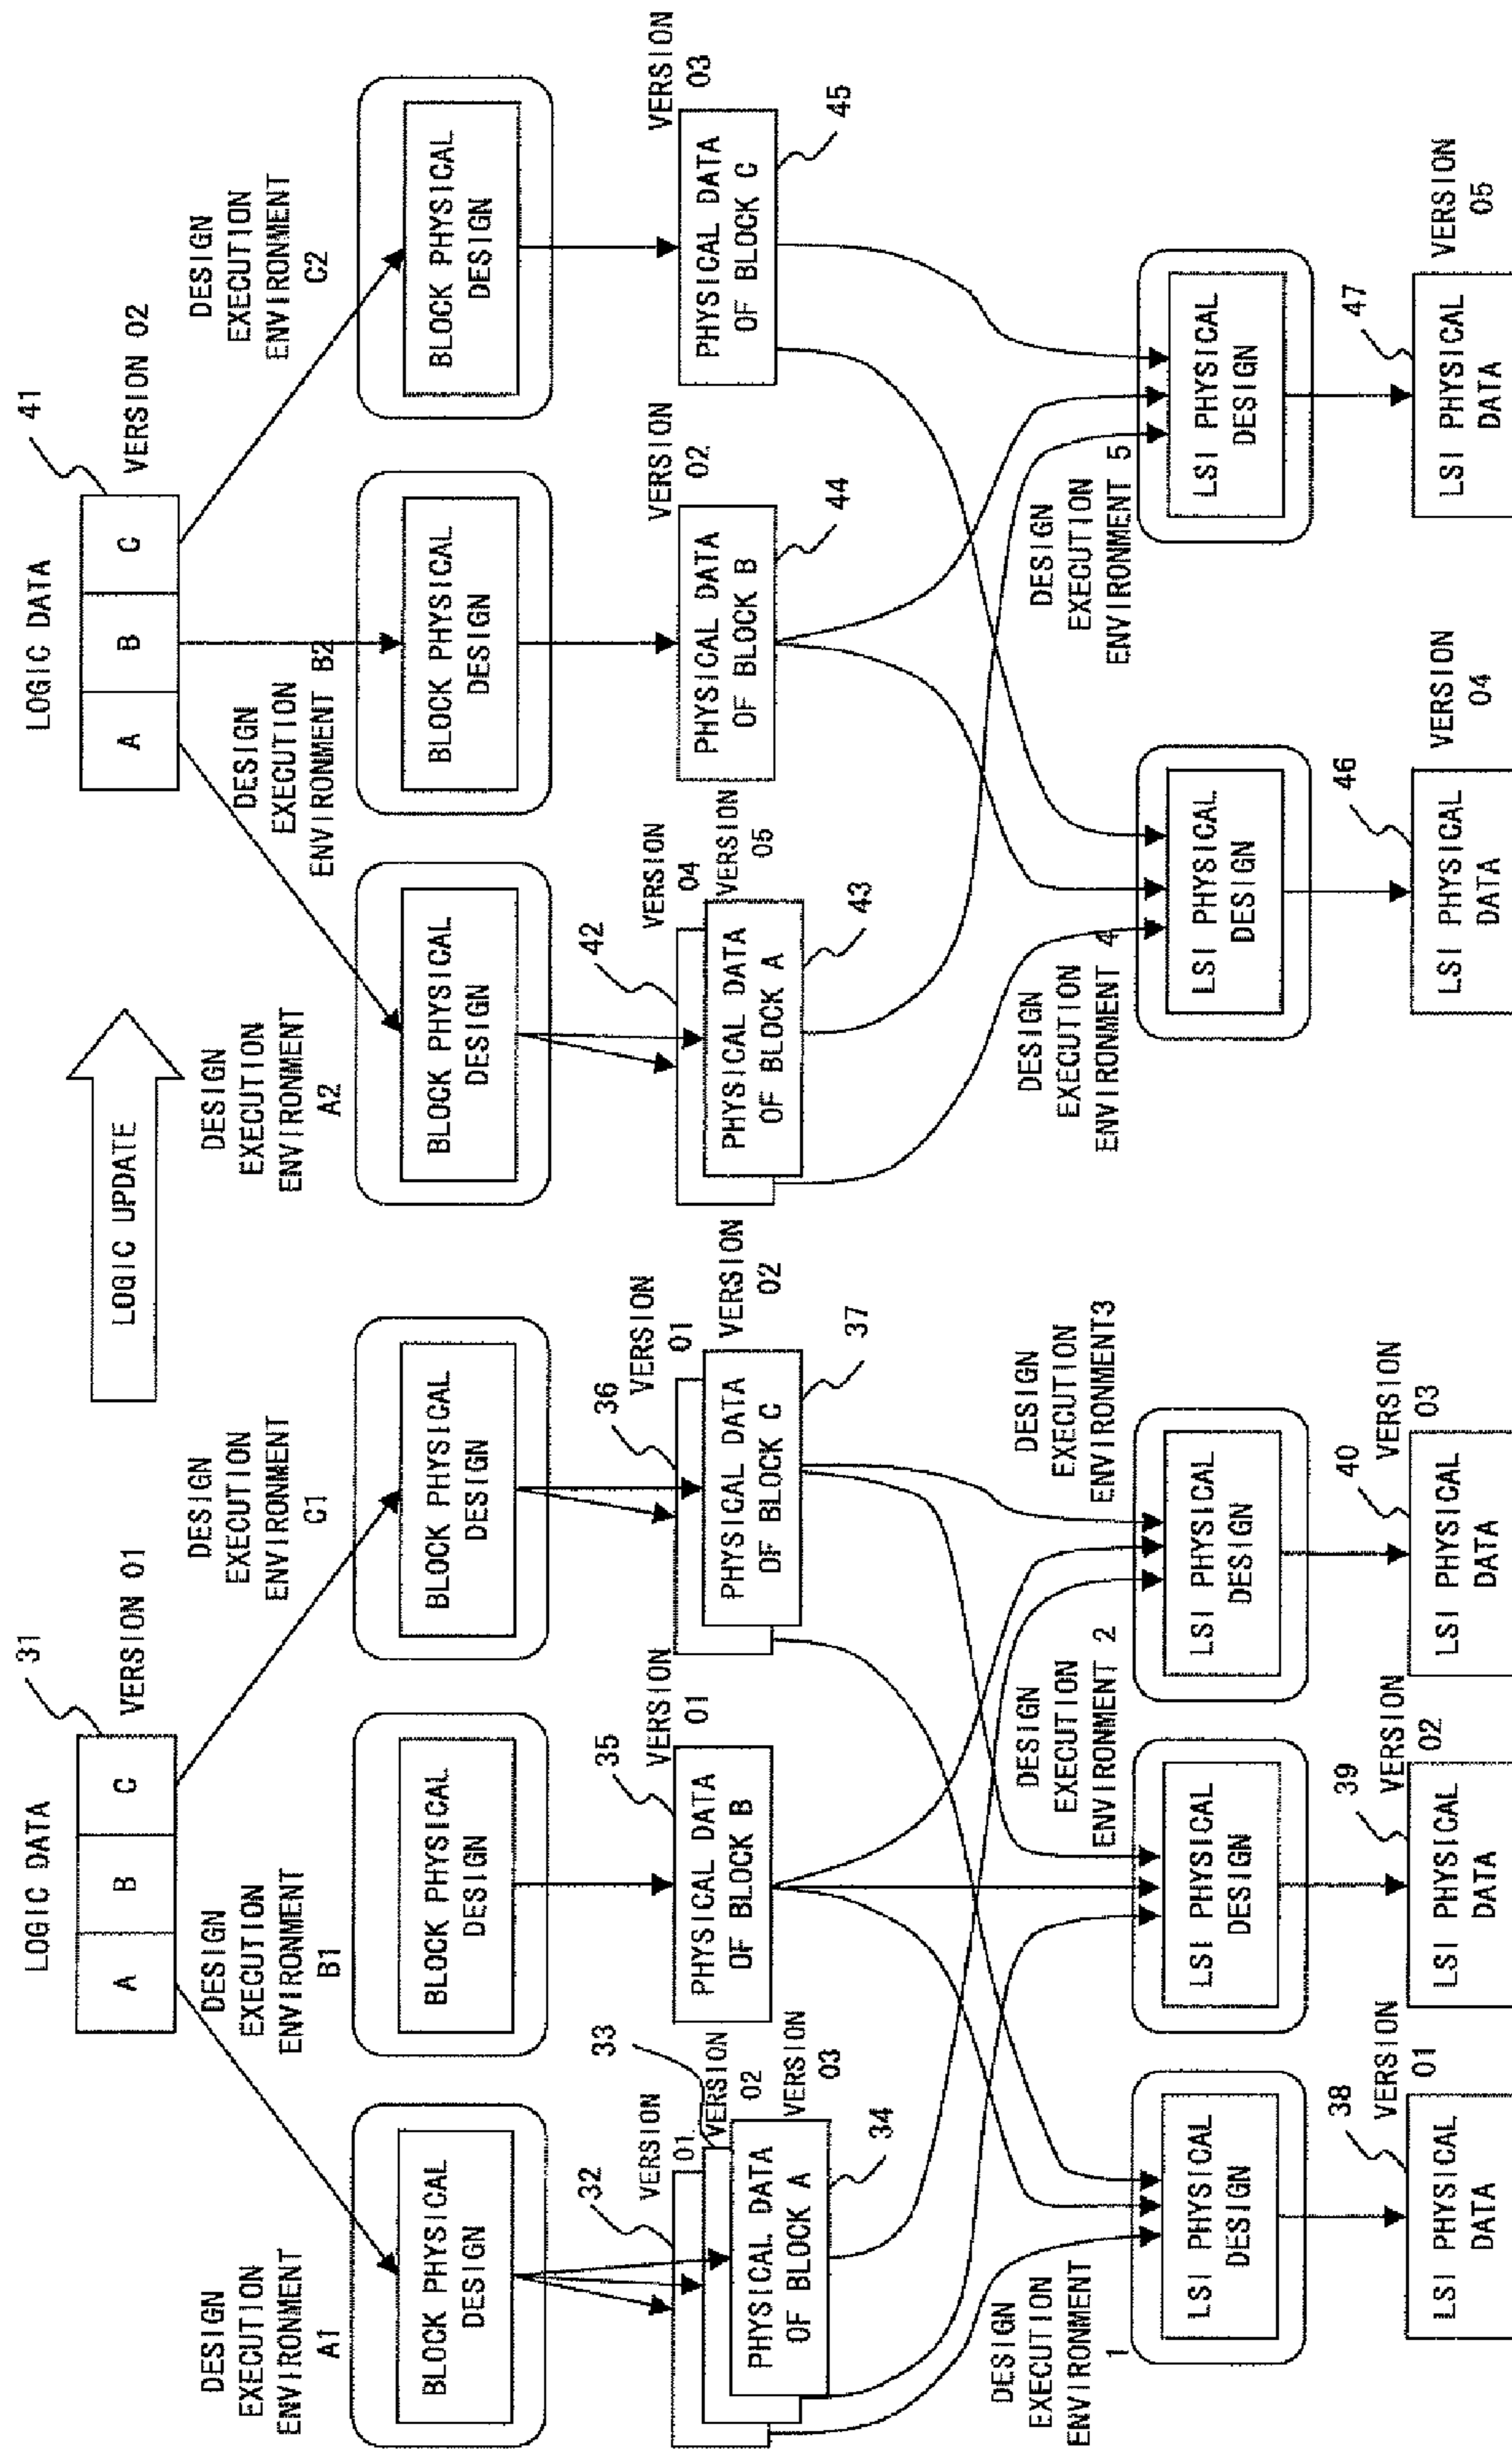 LOGIC DATA
31
A
B
C
VERSION 01
LOGIC UPDATE
LOGIC DATA
41
A
B
C
VERSION 02
DESIGN
EXECUTION
ENVIRONMENT
A1
DESIGN
EXECUTION
ENVIRONMENT
B1
DESIGN
EXECUTION
ENVIRONMENT
C1
DESIGN
EXECUTION
ENVIRONMENT
A2
DESIGN
EXECUTION
ENVIRONMENT B2
DESIGN
EXECUTION
ENVIRONMENT
C2
BLOCK PHYSICAL
DESIGN
BLOCK PHYSICAL
DESIGN
BLOCK PHYSICAL
DESIGN
BLOCK PHYSICAL
DESIGN
BLOCK PHYSICAL
DESIGN
BLOCK PHYSICAL
DESIGN
32
VERSION
01
33
VERSION
02
VERSION
03
PHYSICAL DATA
OF BLOCK A
34
35
VERSION
01
PHYSICAL DATA
OF BLOCK B
36
VERSION
01
VERSION
02
PHYSICAL DATA
OF BLOCK C
37
42
VERSION
04
VERSION
05
PHYSICAL DATA
OF BLOCK A
43
VERSION
02
PHYSICAL DATA
OF BLOCK B
44
VERSION
03
PHYSICAL DATA
OF BLOCK C
45
DESIGN
EXECUTION
ENVIRONMENT
1
DESIGN
EXECUTION
ENVIRONMENT 2
DESIGN
EXECUTION
ENVIRONMENT3
DESIGN
EXECUTION
ENVIRONMENT 4
DESIGN
EXECUTION
ENVIRONMENT 5
LSI PHYSICAL
DESIGN
LSI PHYSICAL
DESIGN
LSI PHYSICAL
DESIGN
LSI PHYSICAL
DESIGN
LSI PHYSICAL
DESIGN
38
VERSION
01
LSI PHYSICAL
DATA
39
VERSION
02
LSI PHYSICAL
DATA
40
VERSION
03
LSI PHYSICAL
DATA
46
VERSION
04
LSI PHYSICAL
DATA
47
VERSION
05
LSI PHYSICAL
DATA